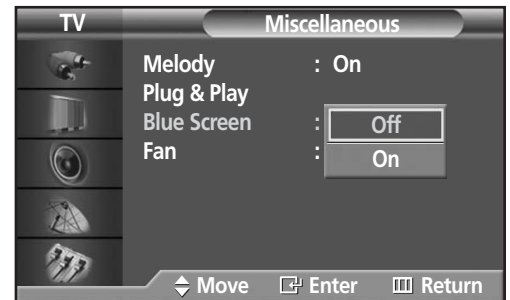 TV Miscellaneous
Melody : On
Plug & Play
Blue Screen : Off
Fan : On
Move Enter Return